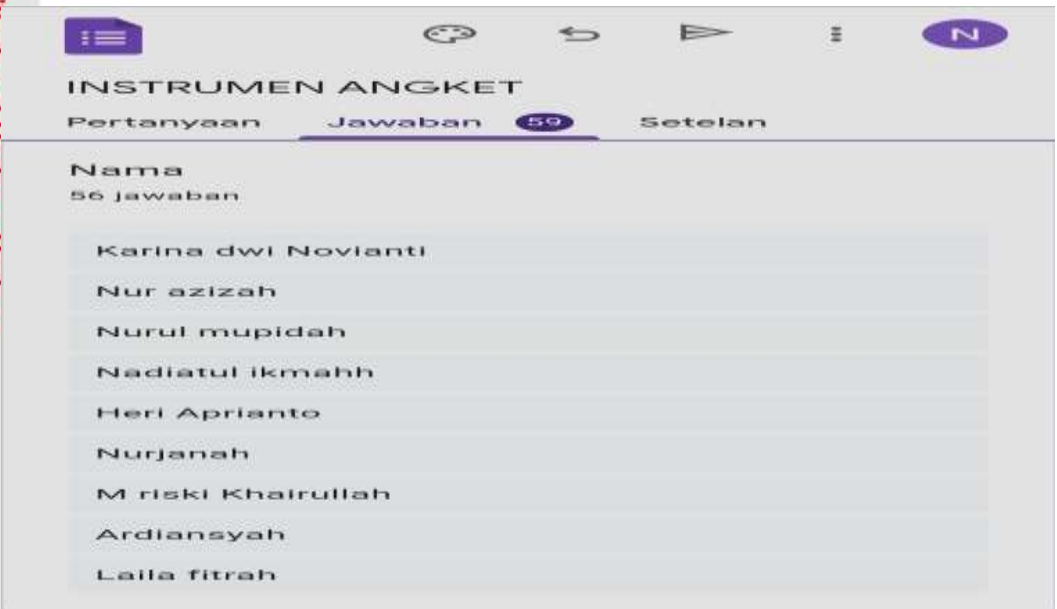 N
INSTRUMEN ANGKET
Pertanyaan Jawaban 59 Setelan
Nama
56 jawaban
Karina dwi Novianti
Nur azizah
Nurul mupidah
Nadiatul ikmahh
Heri Aprianto
Nurjanah
M riski Khairullah
Ardiansyah
Laila fitrah